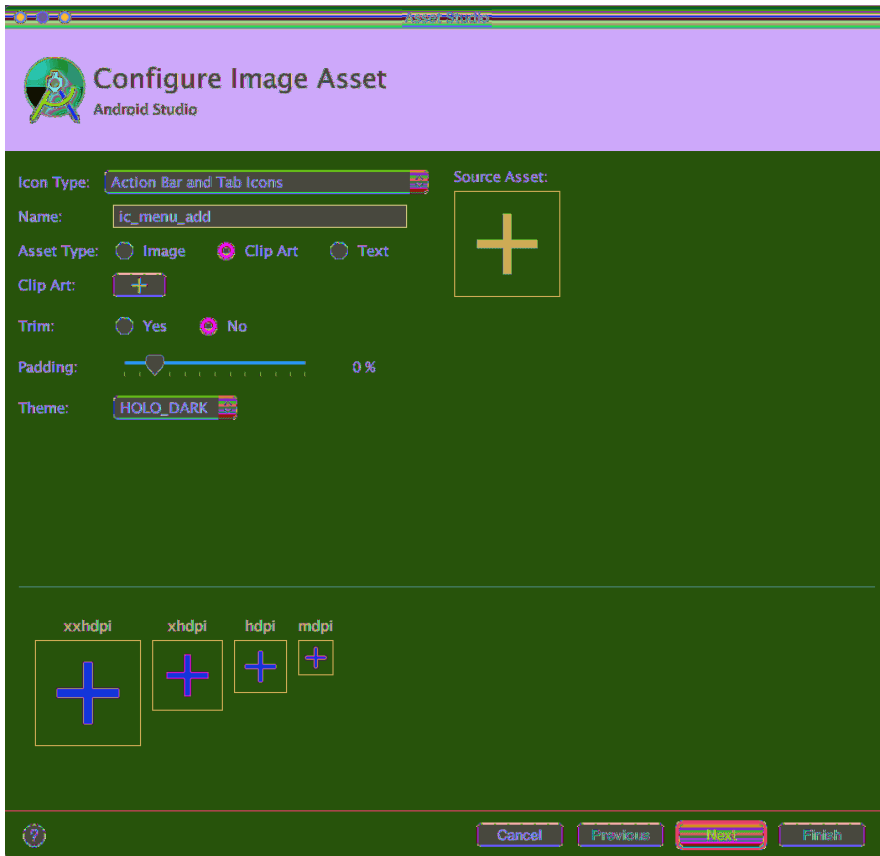 Asset Studio
Configure Image Asset
Android Studio
Icon Type: Action Bar and Tab Icons
Source Asset:
Name: ic_menu_add
Asset Type: Image Clip Art Text
Clip Art:
Trim: Yes No
Padding: 0 %
Theme: HOLO_DARK
xxhdpi xhdpi hdpi mdpi
? Cancel Previous Next Finish